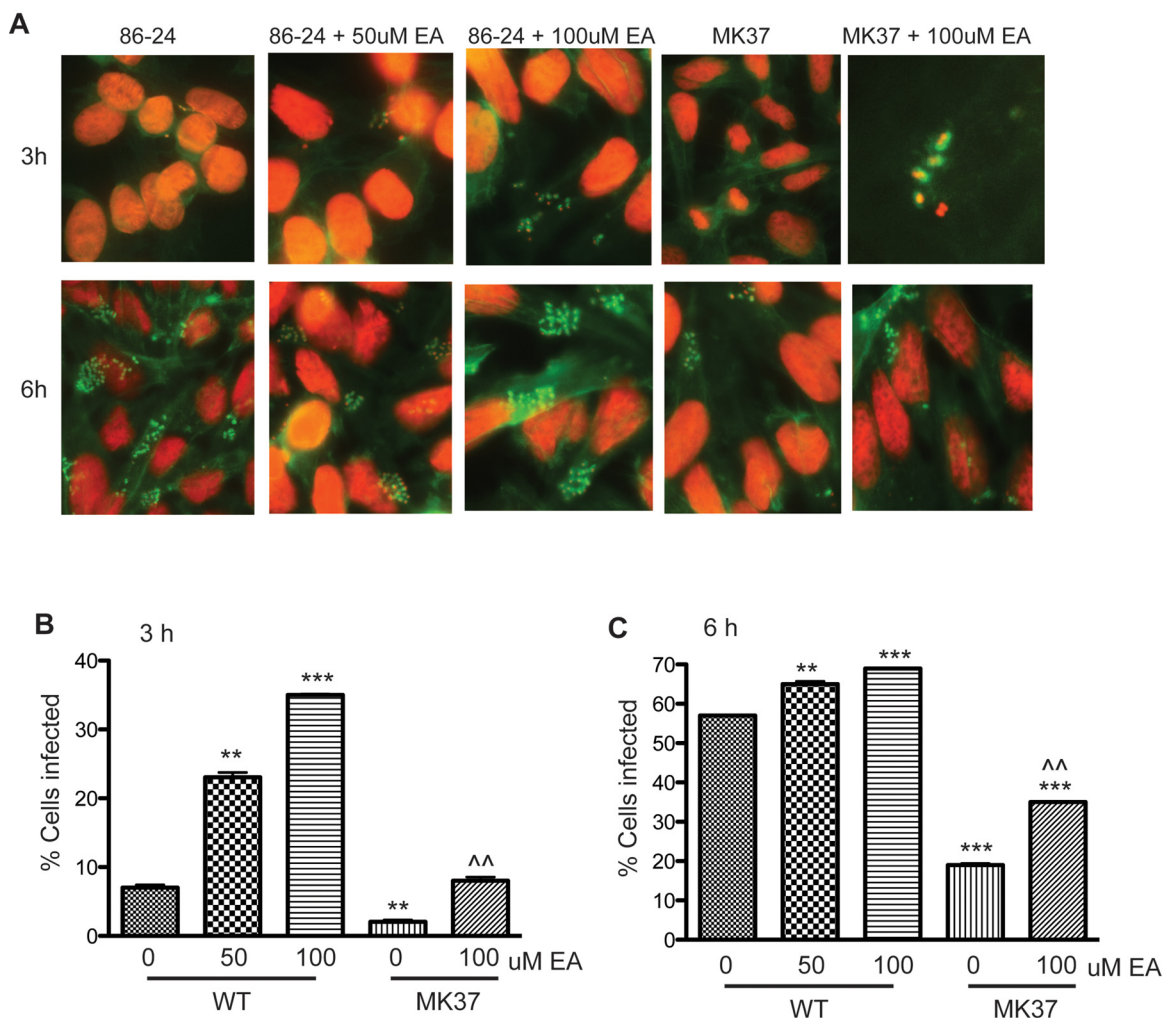 A
86-24
86-24 + 50uM EA
86-24 + 100uM EA
MK37
MK37 + 100uM EA
3h
6h
B
3 h
% Cells infected
40
30
20
10
0
**
***
**
^^
0
50
100
0
100
uM EA
WT
MK37
C
6 h
% Cells infected
70
60
50
40
30
20
10
0
**
***
***
^^
***
0
50
100
0
100
uM EA
WT
MK37